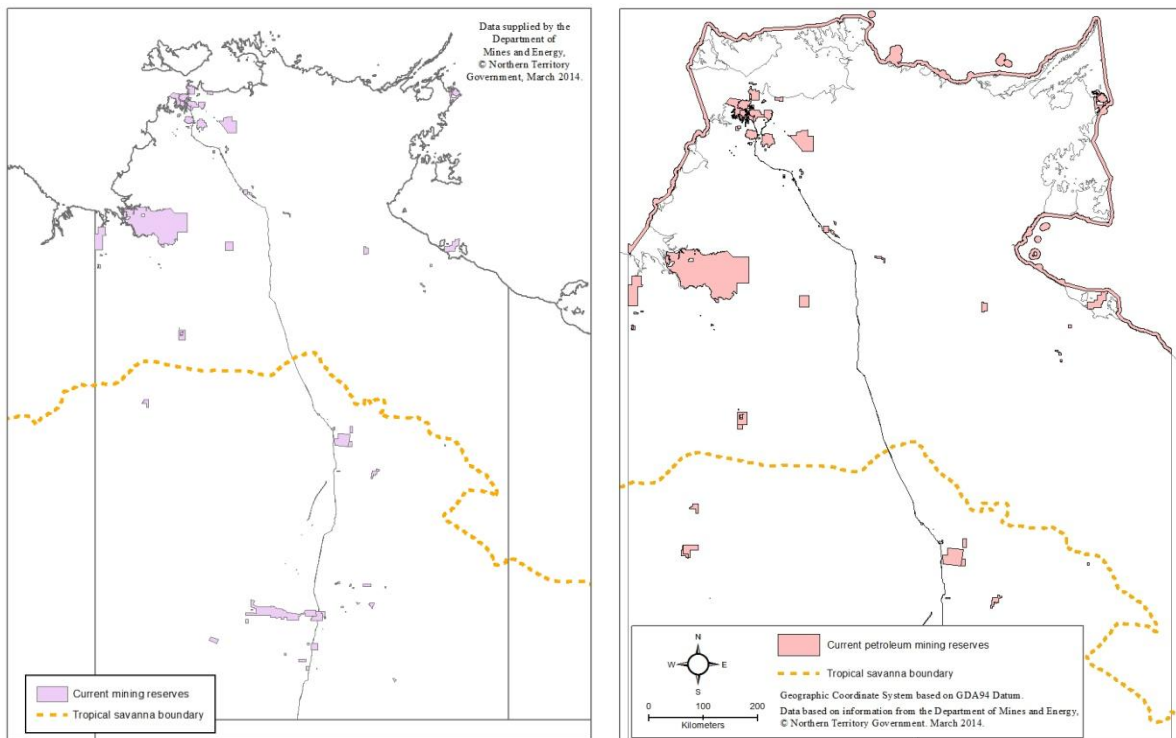 Data supplied by the
Department of
Mines and Energy,
© Northern Territory
Government, March 2014.
Current mining reserves
Tropical savanna boundary
N
W E
S
0 100 200
Kilometers
Current petroleum mining reserves
Tropical savanna boundary
Geographic Coordinate System based on GDA94 Datum.
Data based on information from the Department of Mines and Energy,
© Northern Territory Government. March 2014.